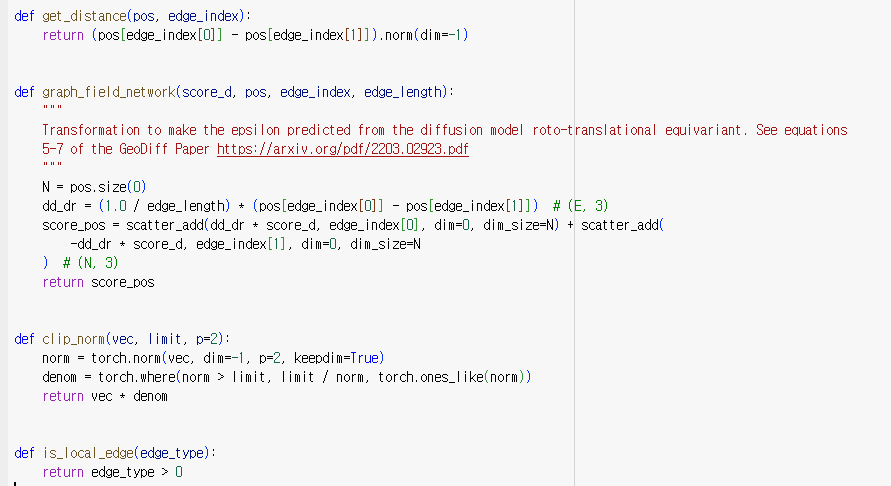 def get_distance(pos, edge_index):
    return (pos[edge_index[0]] - pos[edge_index[1]]).norm(dim=-1)
def graph_field_network(score_d, pos, edge_index, edge_length):
    """
    Transformation to make the epsilon predicted from the diffusion model roto-translational equivariant. See equations
    5-7 of the GeoDiff Paper https://arxiv.org/pdf/2203.02923.pdf
    """
    N = pos.size(0)
    dd_dr = (1.0 / edge_length) * (pos[edge_index[0]] - pos[edge_index[1]])  # (E, 3)
    score_pos = scatter_add(dd_dr * score_d, edge_index[0], dim=0, dim_size=N) + scatter_add(
        -dd_dr * score_d, edge_index[1], dim=0, dim_size=N
    )  # (N, 3)
    return score_pos
def clip_norm(vec, limit, p=2):
    norm = torch.norm(vec, dim=-1, p=2, keepdim=True)
    denom = torch.where(norm > limit, limit / norm, torch.ones_like(norm))
    return vec * denom
def is_local_edge(edge_type):
    return edge_type > 0